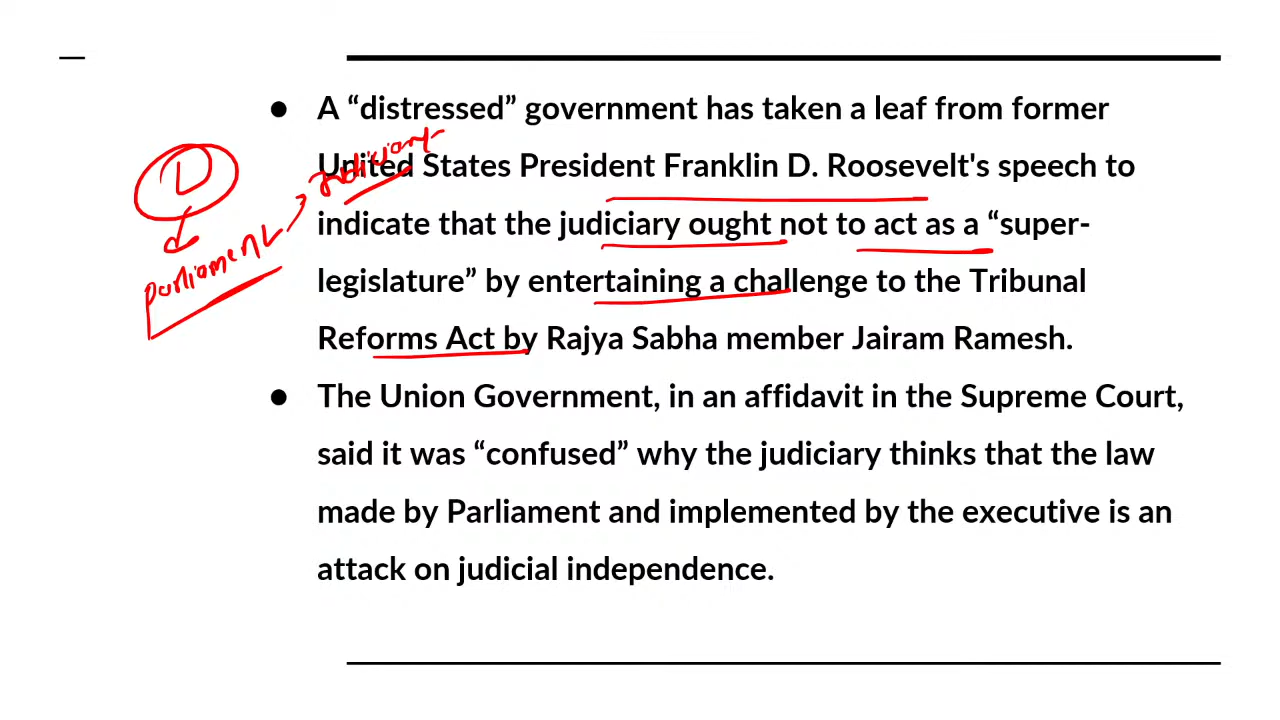 ● A “distressed” government has taken a leaf from former
United States President Franklin D. Roosevelt's speech to
indicate that the judiciary ought not to act as a “super-
legislature” by entertaining a challenge to the Tribunal
Reforms Act by Rajya Sabha member Jairam Ramesh.
● The Union Government, in an affidavit in the Supreme Court,
said it was “confused” why the judiciary thinks that the law
made by Parliament and implemented by the executive is an
attack on judicial independence.
D
Parliament
Judiciary